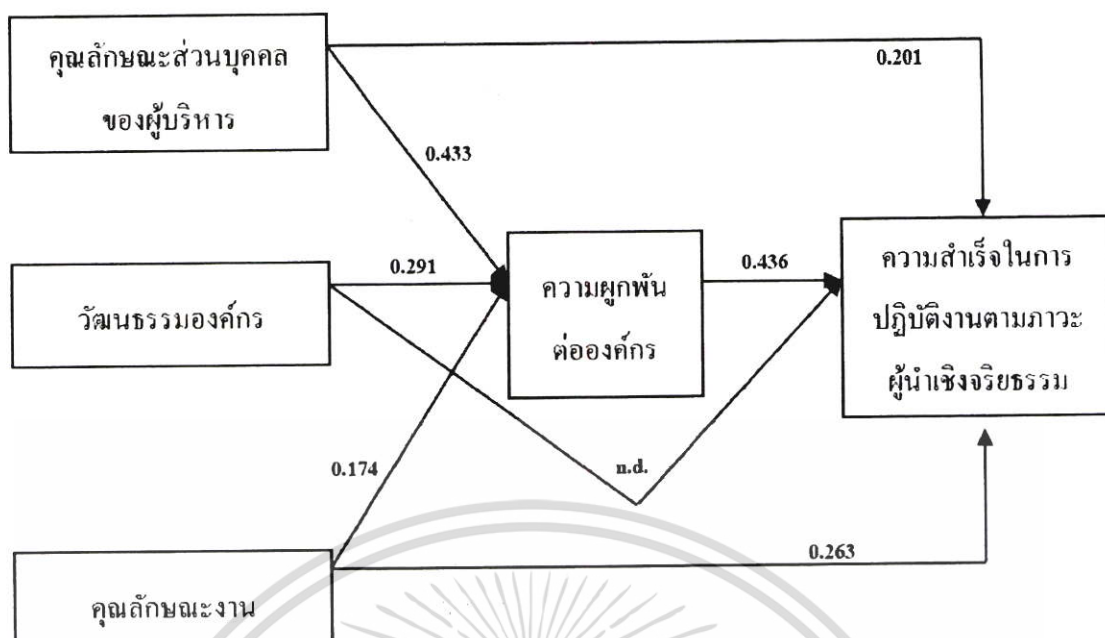 คุณลักษณะส่วนบุคคล
ของผู้บริหาร
0.201
0.433
วัฒนธรรมองค์กร
0.291
ความผูกพัน
ต่อองค์กร
0.436
ความสำเร็จในการ
ปฏิบัติงานตามภาวะ
ผู้นำเชิงจริยธรรม
0.174
n.d.
0.263
คุณลักษณะงาน